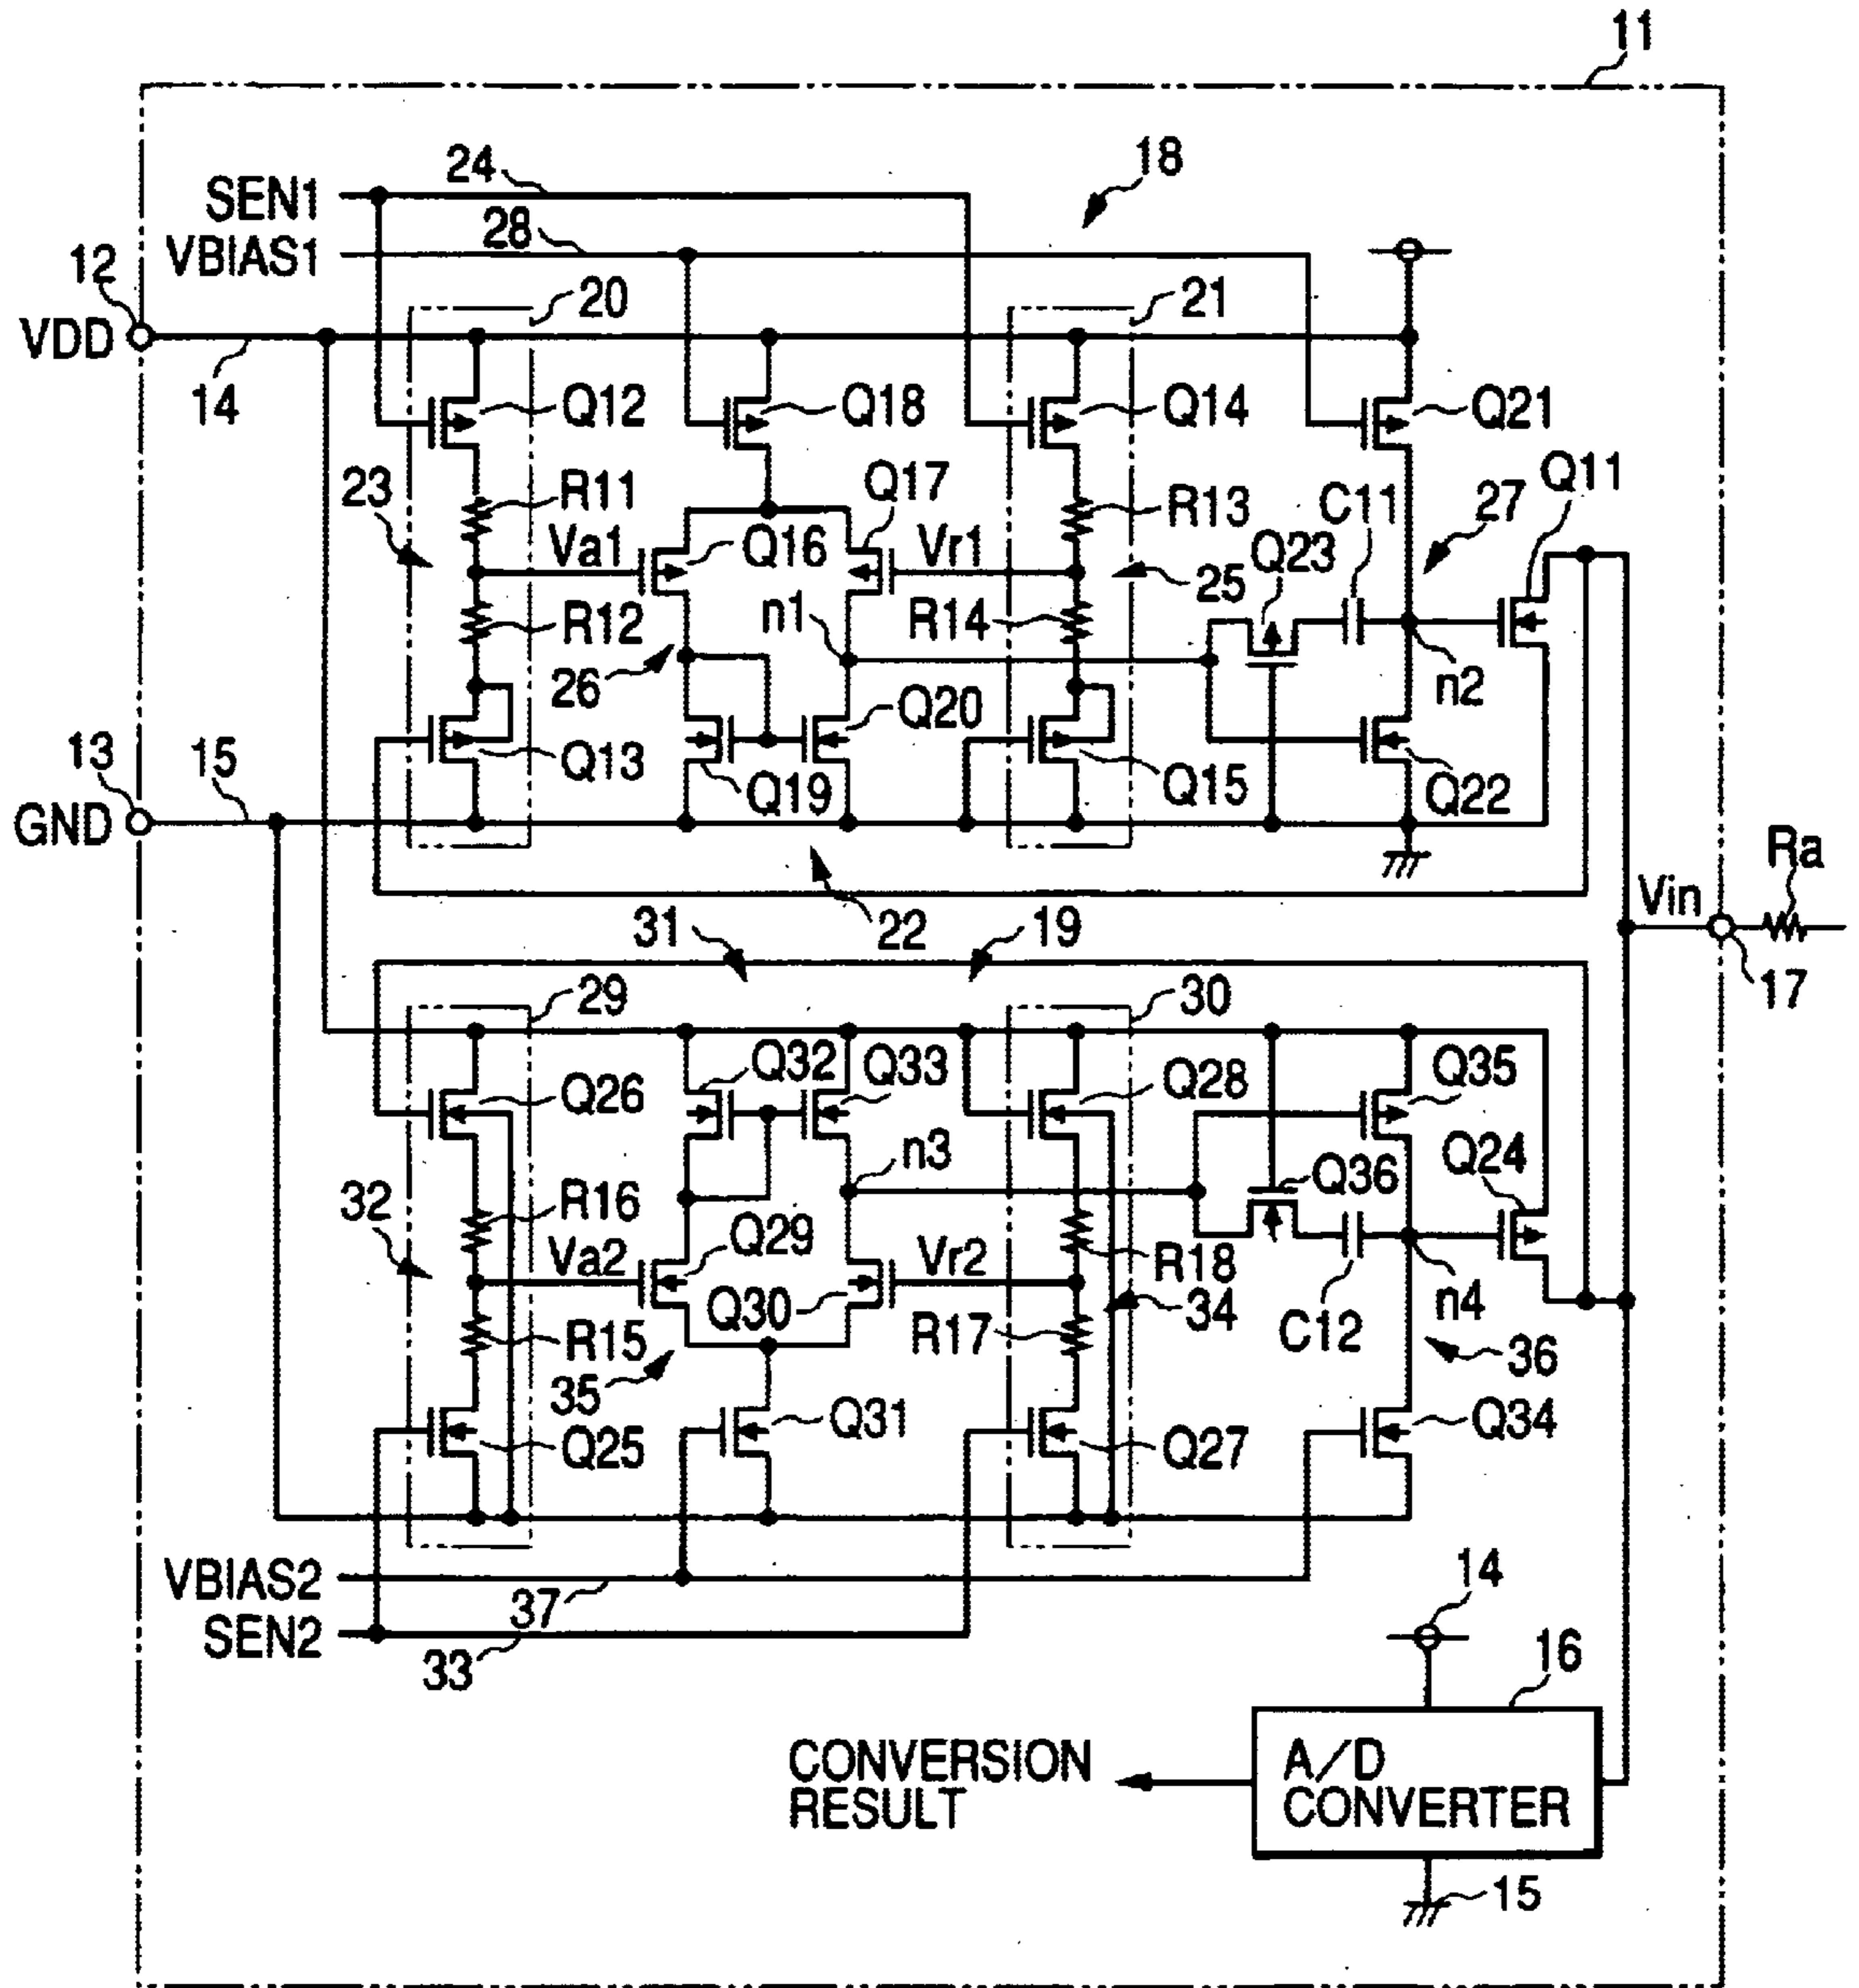 11
24
18
SEN1
28
VBIAS1
12
20
21
VDD
14
Q12
Q18
Q14
Q21
Q11
23
R11
Q17
R13
C11
27
Va1
Q16
Vr1
Q23
25
R12
n1
R14
26
n2
13
15
Q13
Q20
Q19
Q15
Q22
GND
Ra
Vin
31
22
19
17
29
30
Q32
Q33
Q35
Q26
Q28
n3
Q24
32
R16
Q36
Va2
Q29
Vr2
R18
Q30
34
n4
R15
R17
C12
36
35
Q25
Q31
Q27
Q34
VBIAS2
37
14
SEN2
33
16
CONVERSION
RESULT
A/D
CONVERTER
15